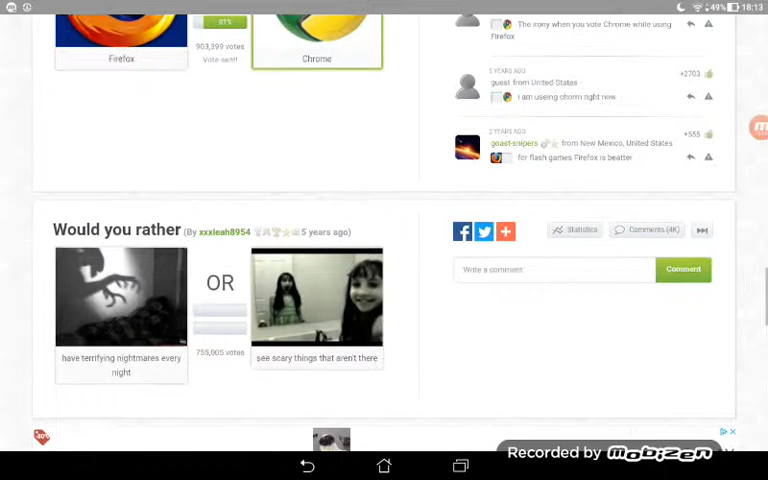 49% 18:13
81%
903,399 votes
Vote sent!
Firefox
Chrome
The irony when you vote Chrome while using
Firefox
5 YEARS AGO
+2703
guest from United States
i am useing chorm right now
2 YEARS AGO
+555
goast-snipers from New Mexico, United States
for flash games Firefox is beatter
Would you rather (By xxxleah8954 5 years ago)
OR
755,005 votes
have terrifying nightmares every
night
see scary things that aren't there
Statistics
Comments (4K)
Write a comment
Comment
Recorded by Mobizen